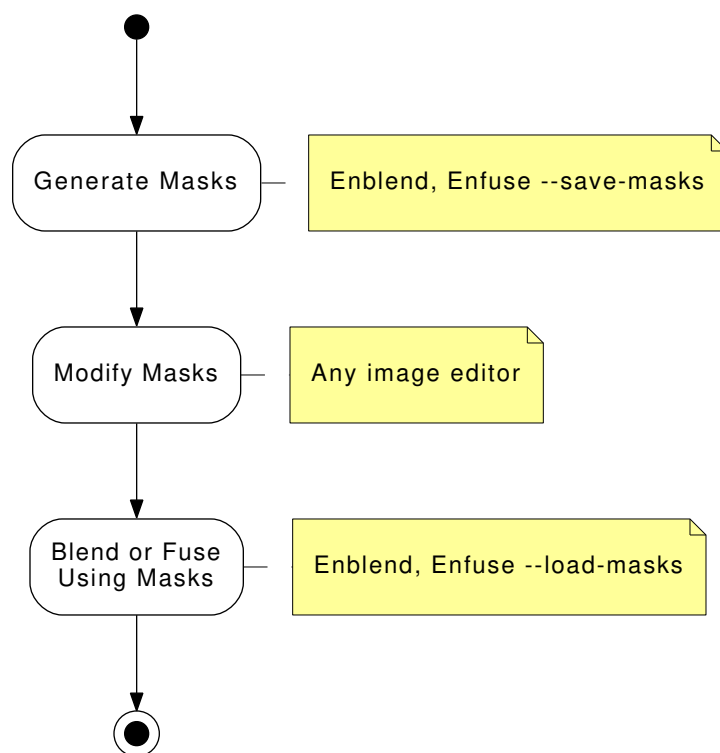 Generate Masks
Enblend, Enfuse --save-masks
Modify Masks
Any image editor
Blend or Fuse
Using Masks
Enblend, Enfuse --load-masks